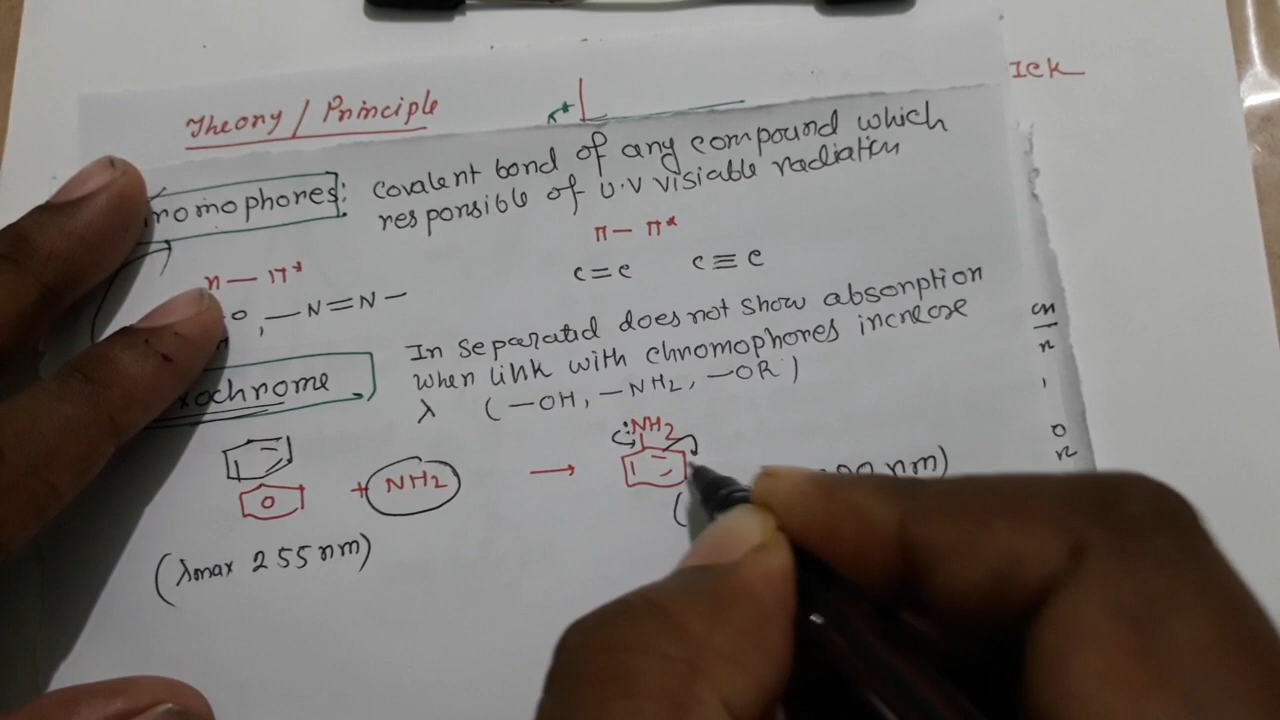 ICK
Theory / Principle
romophores: Covalent bond of any compound which
responsible of U.V visiable radiation
π — π*
n — π*
C=C C≡C
O, —N=N—
xochrome
In separated does not show absorption
when link with chromophores increase
λ (—OH, —NH2, —OR)
:NH2
+ NH2 →
(λmax 255 nm)
nm)